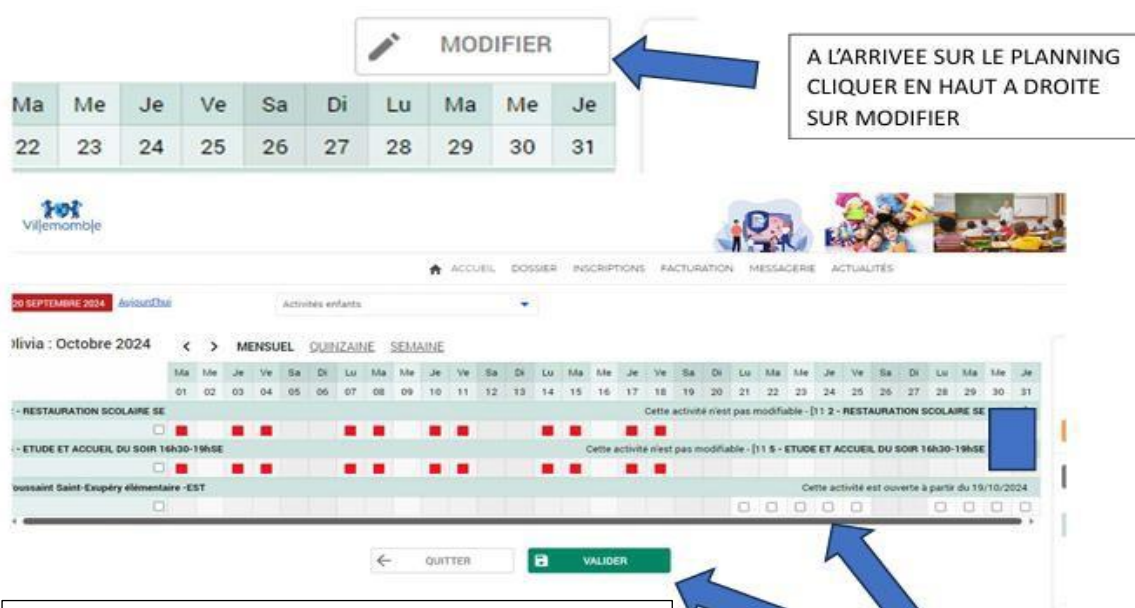 MODIFIER
A L'ARRIVEE SUR LE PLANNING
CLIQUER EN HAUT A DROITE
SUR MODIFIER
Ma Me Je Ve Sa Di Lu Ma Me Je
22 23 24 25 26 27 28 29 30 31
Villemomble
ACCUEIL DOSSIER INSCRIPTIONS FACTURATION MESSAGERIE ACTUALITÉS
20 SEPTEMBRE 2024 Aujourd'hui Activités enfants
Olivia : Octobre 2024 < > MENSUEL QUINZAINE SEMAINE
Ma Me Je Ve Sa Di Lu Ma Me Je Ve Sa Di Lu Ma Me Je Ve Sa Di Lu Ma Me Je Ve Sa Di Lu Ma Me Je
01 02 03 04 05 06 07 08 09 10 11 12 13 14 15 16 17 18 19 20 21 22 23 24 25 26 27 28 29 30 31
- RESTAURATION SCOLAIRE SE Cette activité n'est pas modifiable - [11 2 - RESTAURATION SCOLAIRE SE
- ETUDE ET ACCUEIL DU SOIR 16h30-19hSE Cette activité n'est pas modifiable - [11 5 - ETUDE ET ACCUEIL DU SOIR 16h30-19hSE
oussaint Saint-Exupéry élémentaire -EST Cette activité est ouverte à partir du 19/10/2024.
QUITTER VALIDER